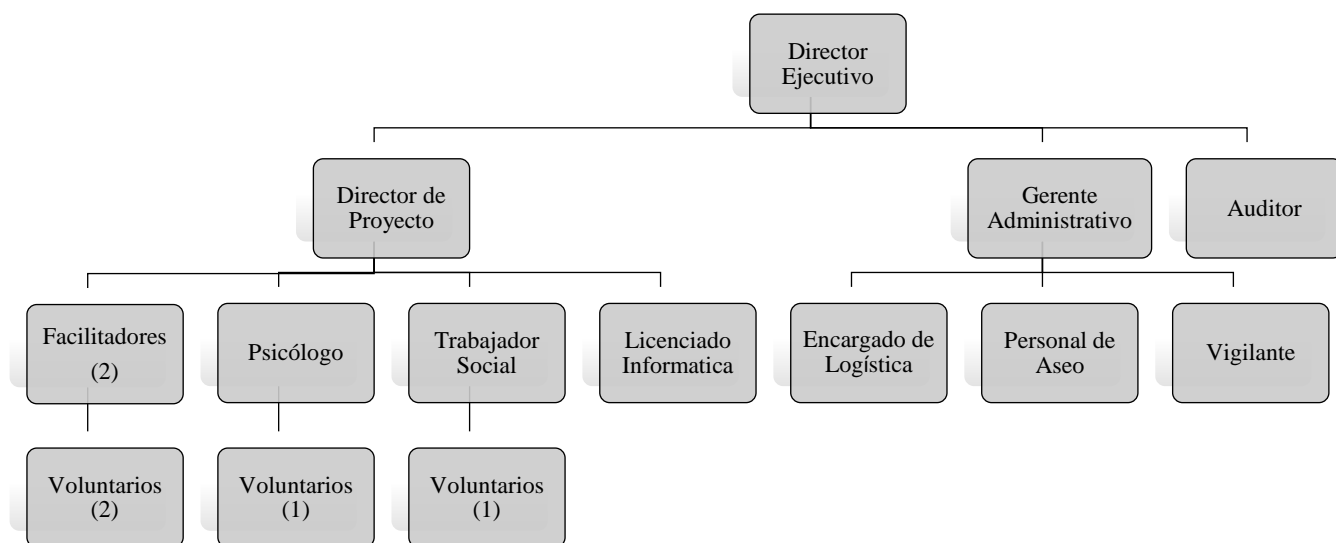 Director
Ejecutivo
Director de
Proyecto
Gerente
Administrativo
Auditor
Facilitadores
(2)
Psicólogo
Trabajador
Social
Licenciado
Informatica
Encargado de
Logística
Personal de
Aseo
Vigilante
Voluntarios
(2)
Voluntarios
(1)
Voluntarios
(1)